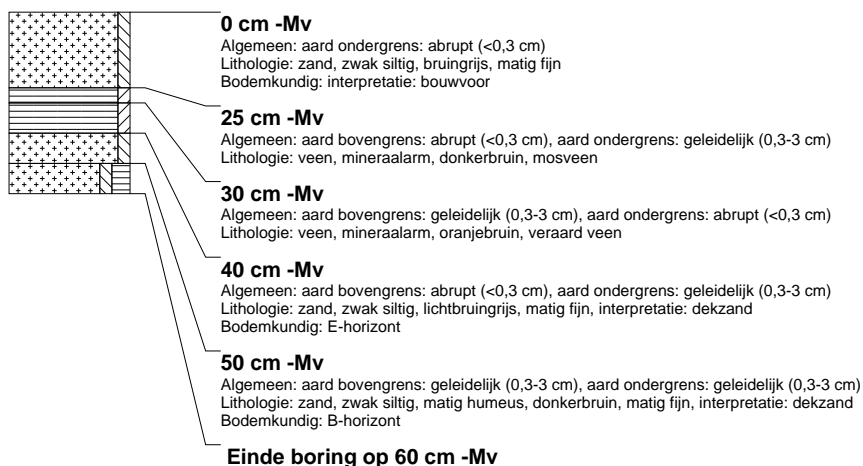 0 cm -Mv
Algemeen: aard ondergrens: abrupt (<0,3 cm)
Lithologie: zand, zwak siltig, bruingrijs, matig fijn
Bodemkundig: interpretatie: bouwvoor
25 cm -Mv
Algemeen: aard bovengrens: abrupt (<0,3 cm), aard ondergrens: geleidelijk (0,3-3 cm)
Lithologie: veen, mineraalarm, donkerbruin, mosveen
30 cm -Mv
Algemeen: aard bovengrens: geleidelijk (0,3-3 cm), aard ondergrens: abrupt (<0,3 cm)
Lithologie: veen, mineraalarm, oranjebruin, veraard veen
40 cm -Mv
Algemeen: aard bovengrens: abrupt (<0,3 cm), aard ondergrens: geleidelijk (0,3-3 cm)
Lithologie: zand, zwak siltig, lichtbruingrijs, matig fijn, interpretatie: dekzand
Bodemkundig: E-horizont
50 cm -Mv
Algemeen: aard bovengrens: geleidelijk (0,3-3 cm), aard ondergrens: geleidelijk (0,3-3 cm)
Lithologie: zand, zwak siltig, matig humeus, donkerbruin, matig fijn, interpretatie: dekzand
Bodemkundig: B-horizont
Einde boring op 60 cm -Mv